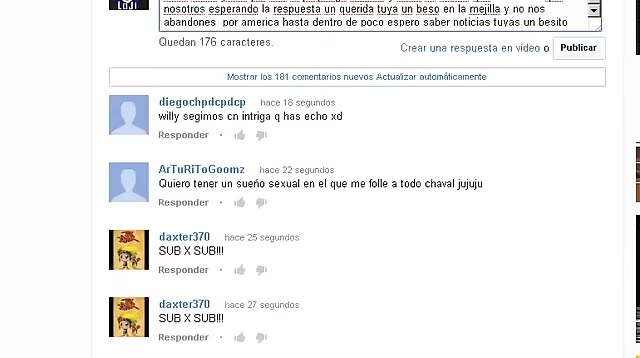 LUJI
nosotros esperando la respuesta un querida tuya un beso en la mejilla y no nos
abandones por america hasta dentro de poco espero saber noticias tuyas un besito
Quedan 176 caracteres.
Crear una respuesta en vídeo o Publicar
Mostrar los 181 comentarios nuevos Actualizar automáticamente
diegochpdcpdcp hace 18 segundos
willy segimos cn intriga q has echo xd
Responder
ArTuRiToGoomz hace 22 segundos
Quiero tener un sueño sexual en el que me folle a todo chaval jujuju
Responder
daxter370 hace 25 segundos
SUB X SUB!!!
Responder
daxter370 hace 27 segundos
SUB X SUB!!!
Responder